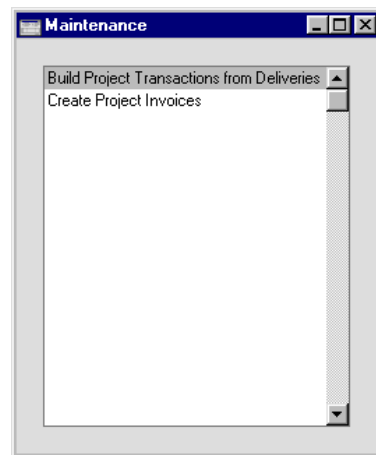 Maintenance
Build Project Transactions from Deliveries
Create Project Invoices